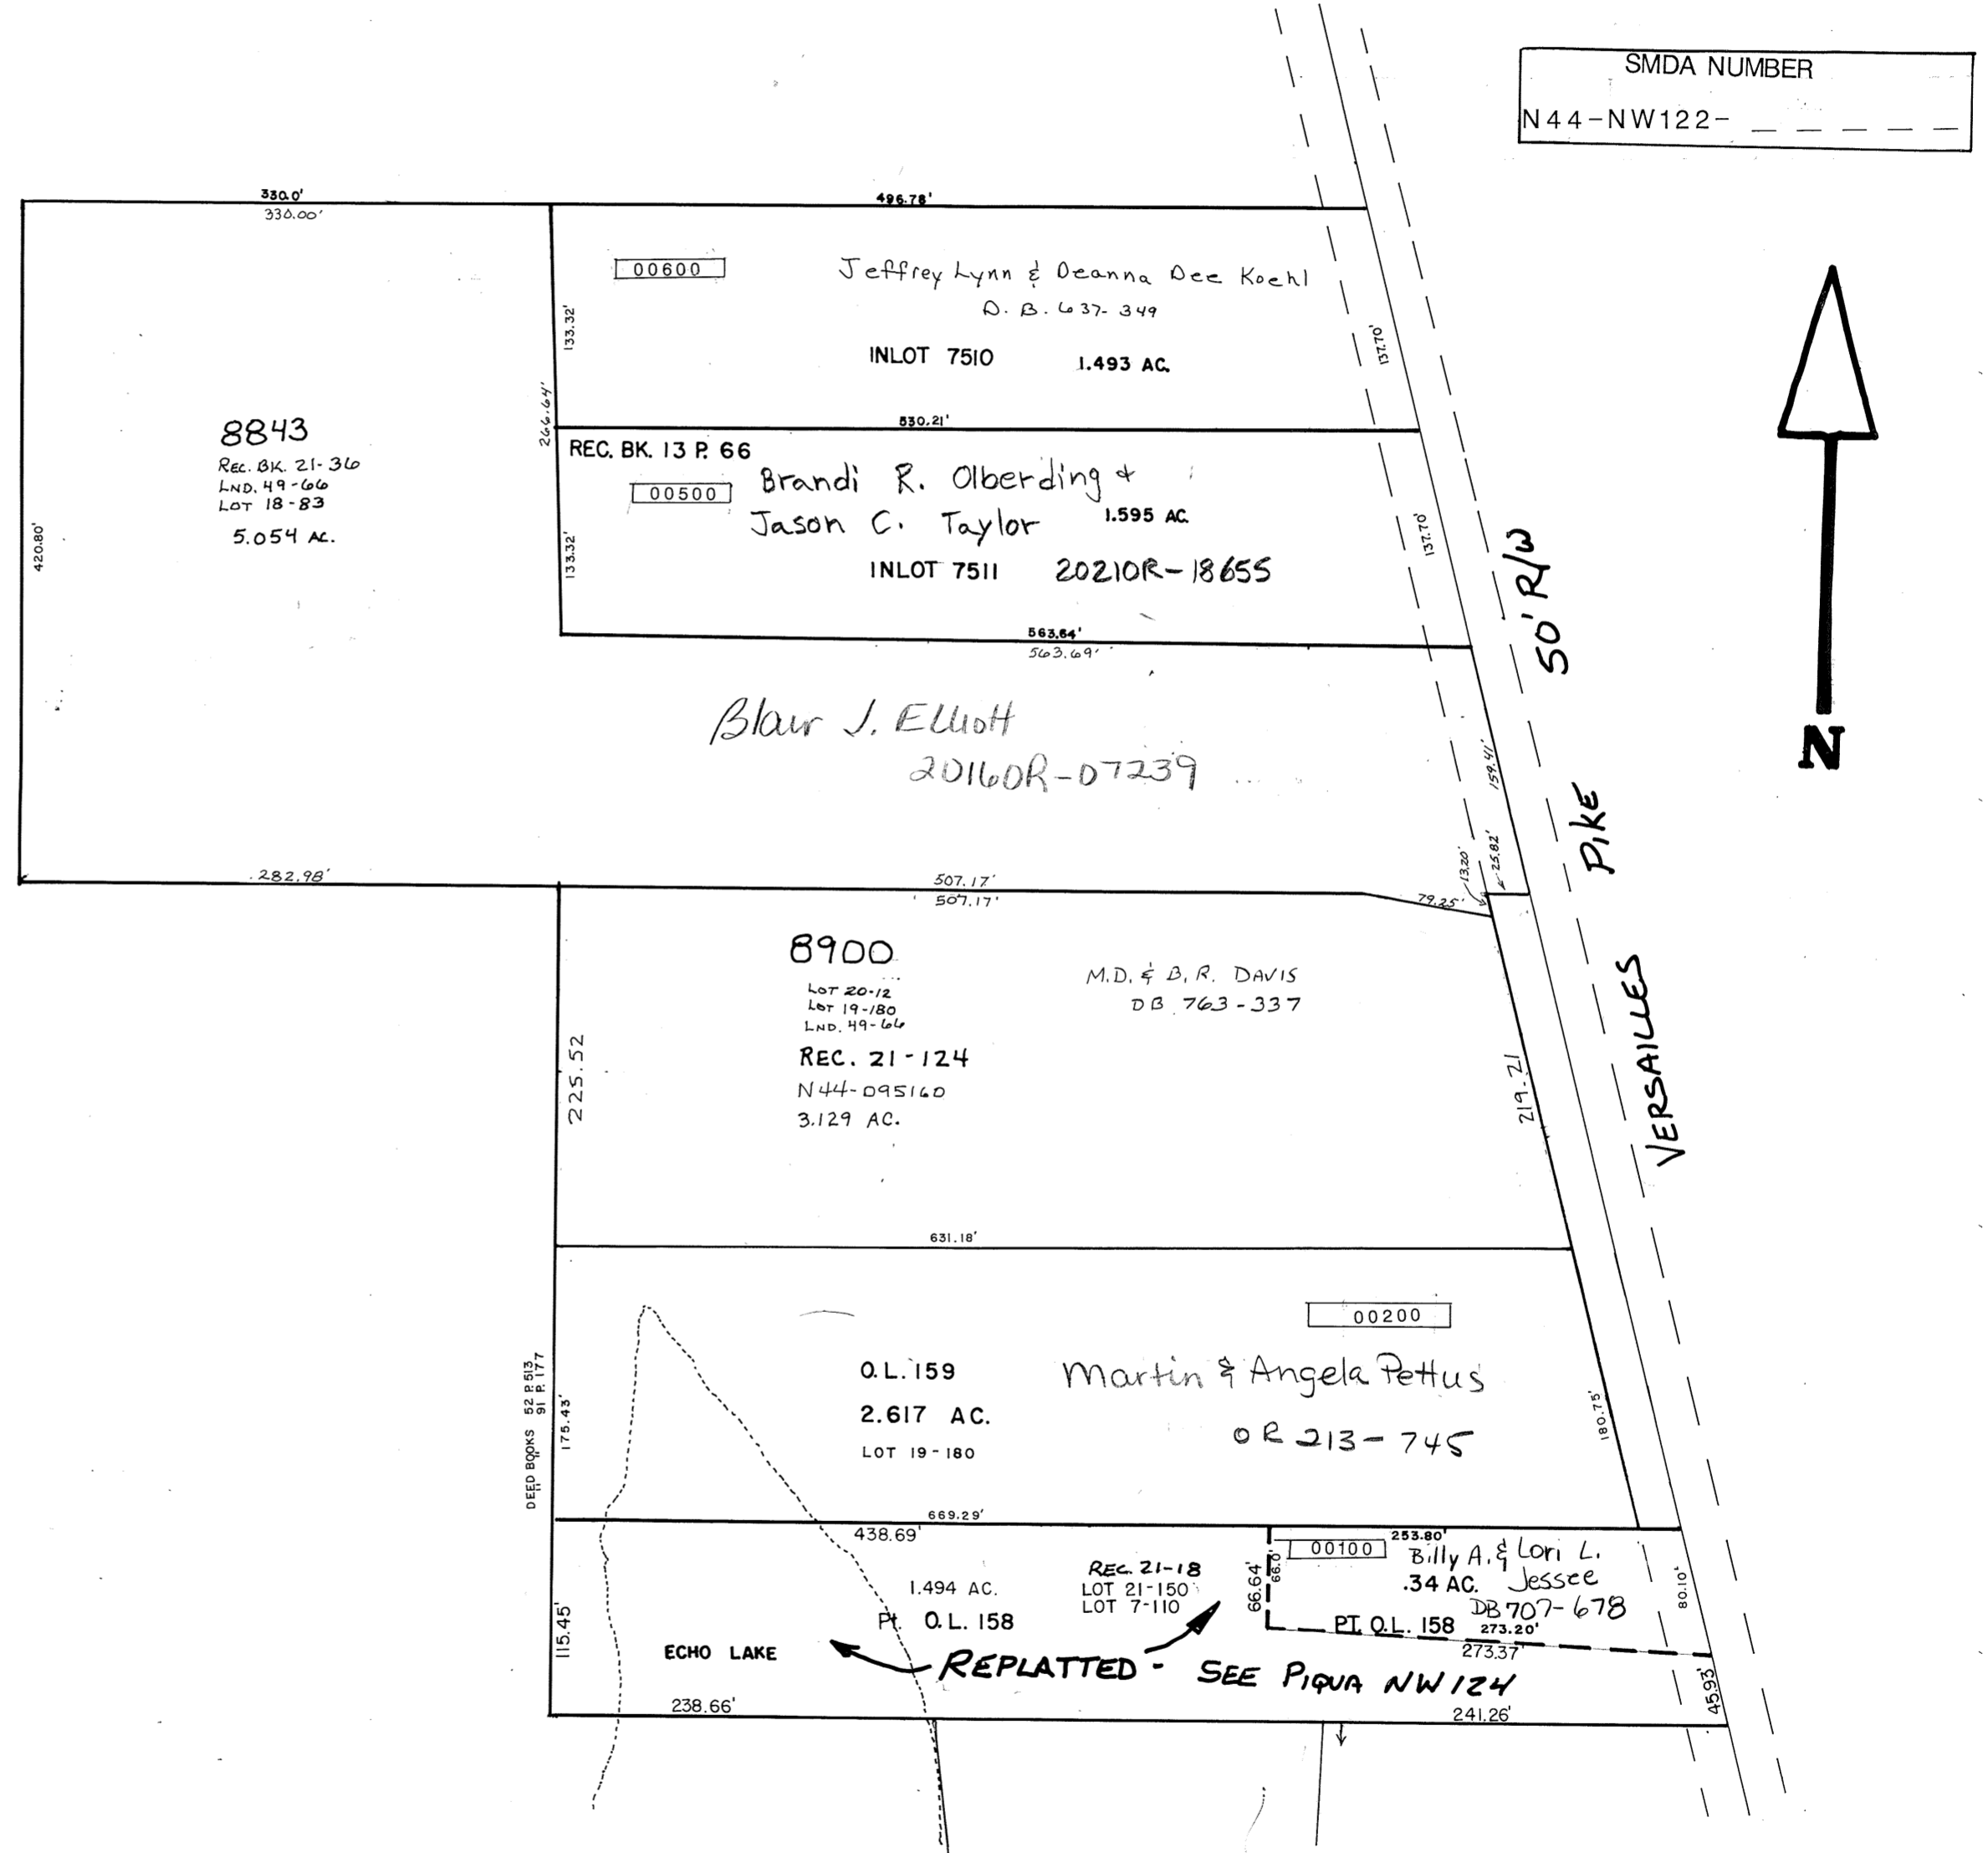 SMDA NUMBER
N44-NW122- _ _ _ _ _
330.0'
330.00'
496.78'
00600
Jeffrey Lynn & Deanna Dee Koehl
D. B. 637-349
133.32'
INLOT 7510 1.493 AC.
137.70'
266.64'
530.21'
8843
REC. BK. 21-36
LND. 49-66
LOT 18-83
5.054 AC.
420.80'
REC. BK. 13 P. 66
00500
Brandi R. Olberding &
Jason C. Taylor
1.595 AC.
133.32'
INLOT 7511 2021OR-18655
137.70'
563.64'
563.69'
50' R/W
PIKE
VERSAILLES
N
Blair J. Elliott
2016OR-07239
159.41'
25.82'
13.20'
282.98'
507.17'
507.17'
79.25'
8900
LOT 20-12
LOT 19-180
LND. 49-66
REC. 21-124
N44-095160
3.129 AC.
M.D. & B.R. DAVIS
DB 763-337
225.52
219.21
631.18'
00200
O.L. 159
2.617 AC.
LOT 19-180
Martin & Angela Pettus
OR 213-745
DEED BOOKS 52 P. 513
" " 91 P. 177
175.43'
180.75'
669.29'
438.69'
253.80'
00100
Billy A. & Lori L.
Jessee
.34 AC.
DB 707-678
66.64'
66.0'
80.10'
REC. 21-18
LOT 21-150
LOT 7-110
1.494 AC.
Pt. O.L. 158
PT. O.L. 158
273.20'
273.37'
115.45'
ECHO LAKE
REPLATTED - SEE PIQUA NW124
45.93'
238.66'
241.26'